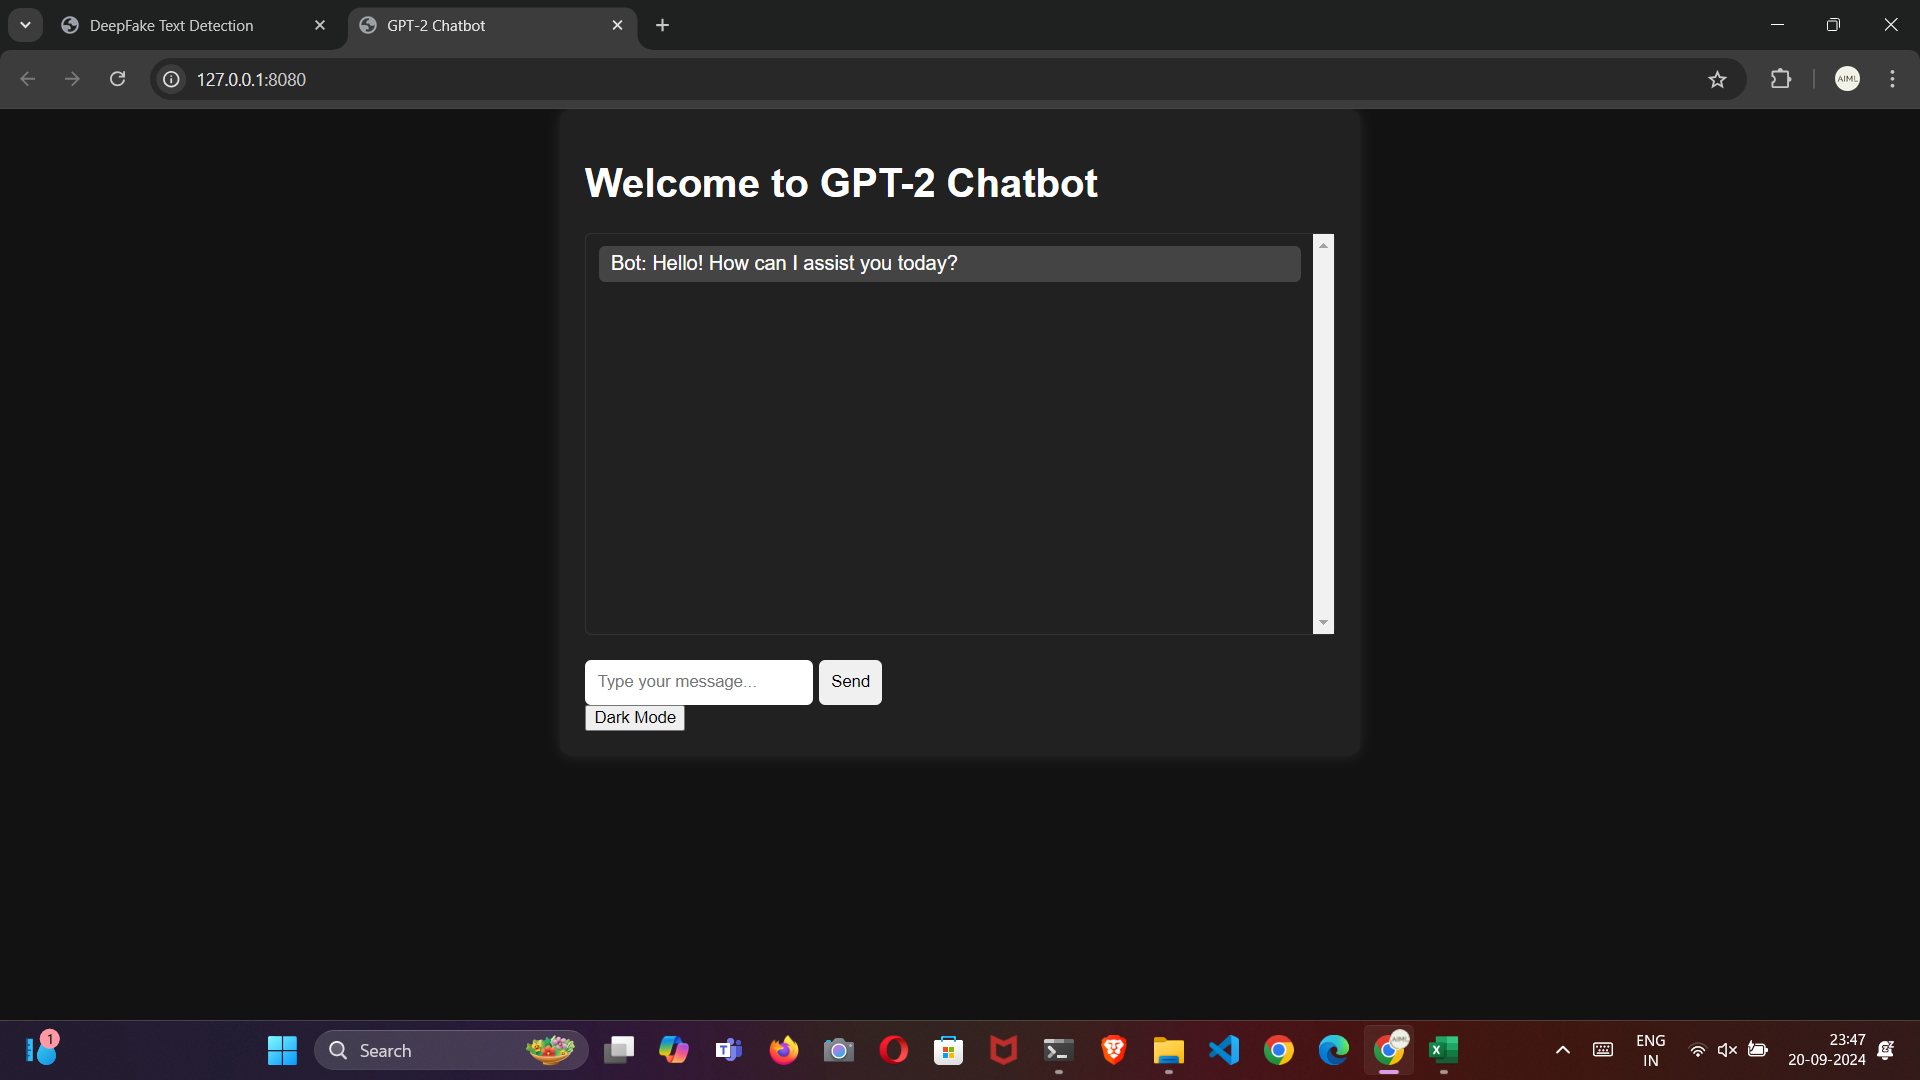 DeepFake Text Detection
GPT-2 Chatbot
127.0.0.1:8080
AIML
Welcome to GPT-2 Chatbot
Bot: Hello! How can I assist you today?
Type your message...
Send
Dark Mode
1
Search
T
AIML
X
ENG
IN
23:47
20-09-2024